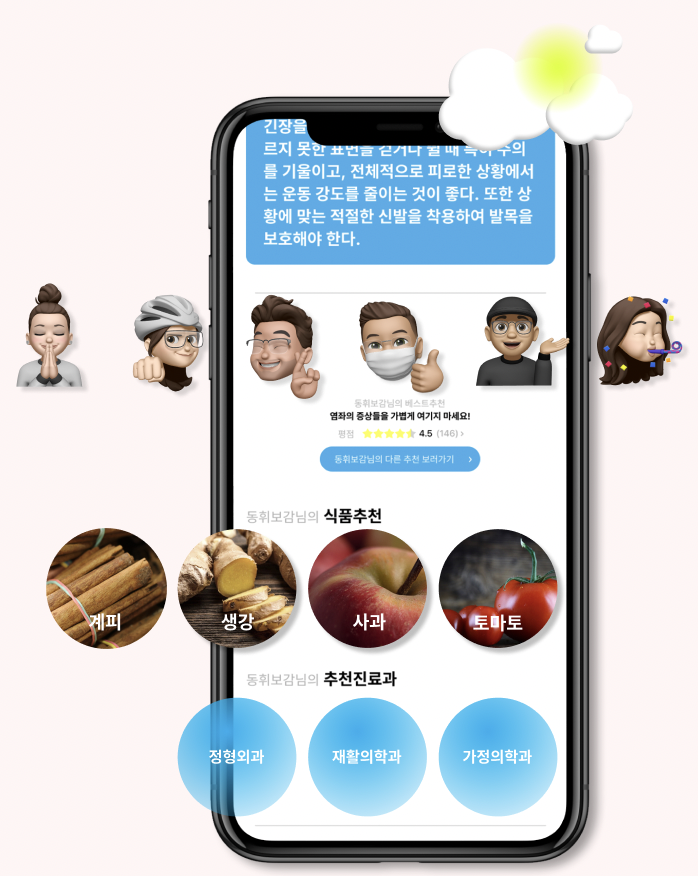 긴장을
르지 못한 표면을 걷거나 뛸 때 특히 주의
를 기울이고, 전체적으로 피로한 상황에서
는 운동 강도를 줄이는 것이 좋다. 또한 상
황에 맞는 적절한 신발을 착용하여 발목을
보호해야 한다.
동휘보감님의 베스트추천
염좌의 증상들을 가볍게 여기지 마세요!
평점 4.5 (146)
동휘보감님의 다른 추천 보러가기
동휘보감님의 식품추천
계피 생강 사과 토마토
동휘보감님의 추천진료과
정형외과 재활의학과 가정의학과